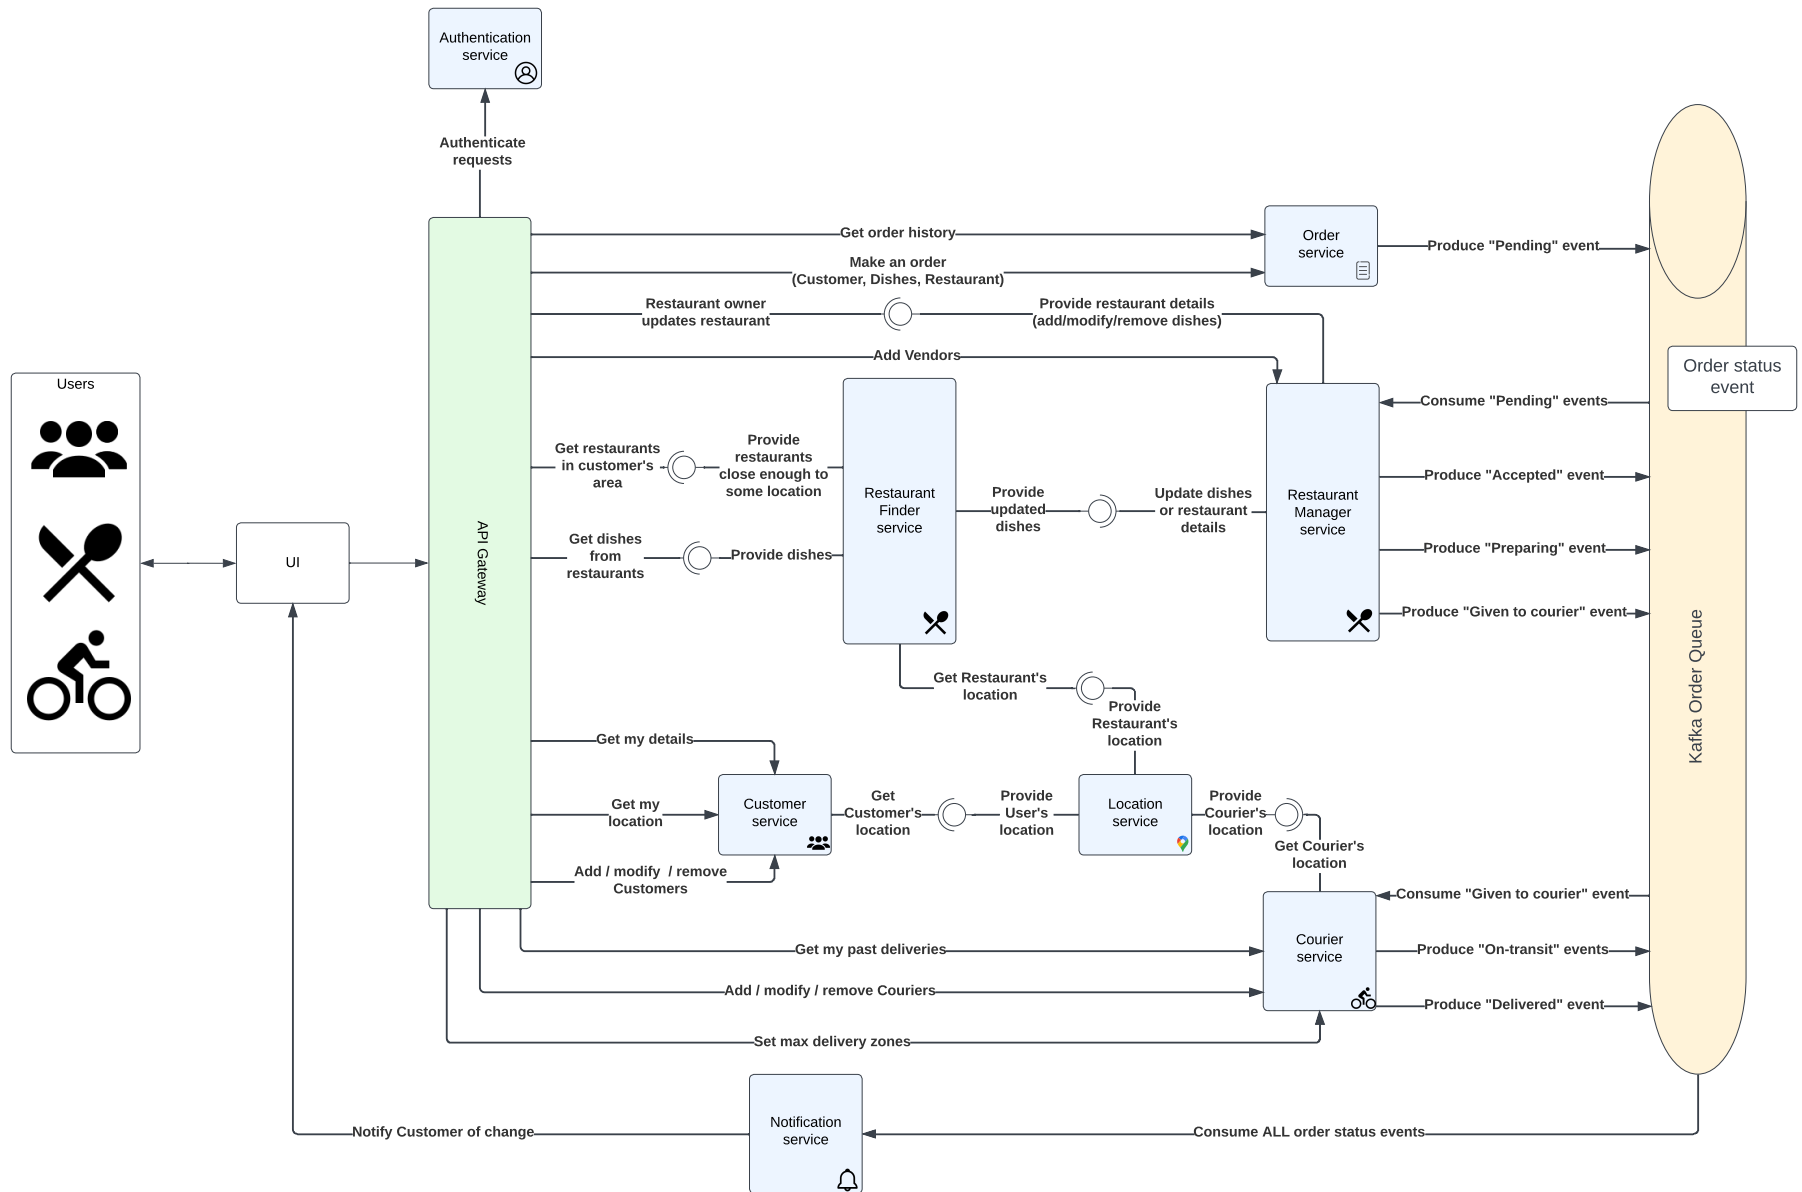 Authentication
service
Authenticate
requests
Get order history
Order
service
Produce "Pending" event
Make an order
(Customer, Dishes, Restaurant)
Restaurant owner
updates restaurant
Provide restaurant details
(add/modify/remove dishes)
Add Vendors
Order status
event
Users
Consume "Pending" events
Get restaurants
in customer's
area
Provide
restaurants
close enough to
some location
Produce "Accepted" event
Restaurant
Finder
service
Provide
updated
dishes
Update dishes
or restaurant
details
Restaurant
Manager
service
UI
API Gateway
Get dishes
from
restaurants
Provide dishes
Produce "Preparing" event
Produce "Given to courier" event
Kafka Order Queue
Get Restaurant's
location
Provide
Restaurant's
location
Get my details
Get my
location
Customer
service
Get
Customer's
location
Provide
User's
location
Location
service
Provide
Courier's
location
Get Courier's
location
Add / modify  / remove
Customers
Consume "Given to courier" event
Get my past deliveries
Courier
service
Produce "On-transit" events
Add / modify / remove Couriers
Produce "Delivered" event
Set max delivery zones
Notification
service
Notify Customer of change
Consume ALL order status events